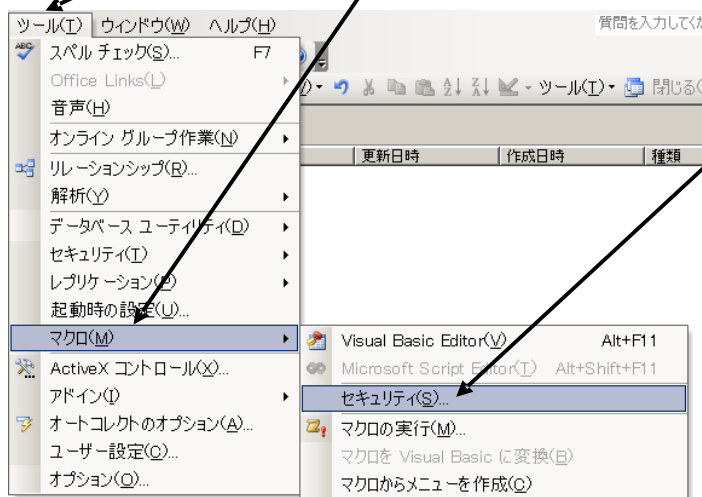 ツール(T) ウィンドウ(W) ヘルプ(H)
質問を入力してくだ
スペル チェック(S)... F7
Office Links(L)
ツール(T) 閉じる(
音声(H)
オンライン グループ作業(N)
更新日時 作成日時 種類
リレーションシップ(R)...
解析(Y)
データベース ユーティリティ(D)
セキュリティ(T)
レプリケーション(P)
起動時の設定(U)...
マクロ(M)
Visual Basic Editor(V) Alt+F11
ActiveX コントロール(X)...
Microsoft Script Editor(T) Alt+Shift+F11
アドイン(I)
セキュリティ(S)...
オートコレクトのオプション(A)...
マクロの実行(M)...
ユーザー設定(C)...
マクロを Visual Basic に変換(B)
オプション(O)...
マクロからメニューを作成(C)